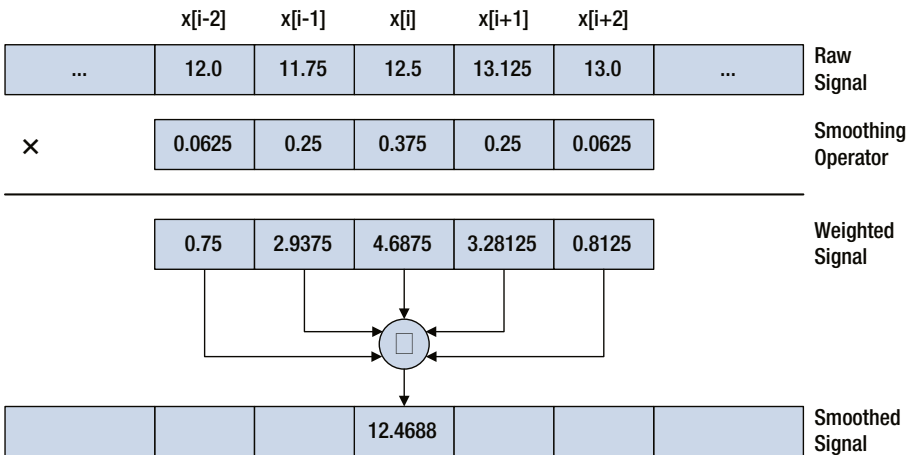 x[i-2] x[i-1] x[i] x[i+1] x[i+2]
... 12.0 11.75 12.5 13.125 13.0 ... Raw Signal
× 0.0625 0.25 0.375 0.25 0.0625 Smoothing Operator
0.75 2.9375 4.6875 3.28125 0.8125 Weighted Signal
12.4688 Smoothed Signal